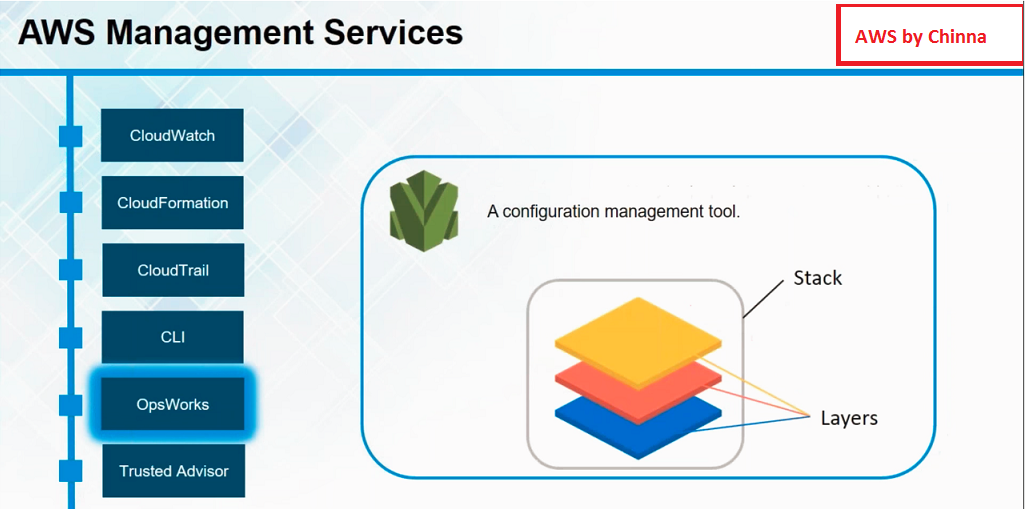 AWS Management Services
AWS by Chinna
CloudWatch
CloudFormation
CloudTrail
CLI
OpsWorks
Trusted Advisor
A configuration management tool.
Stack
Layers